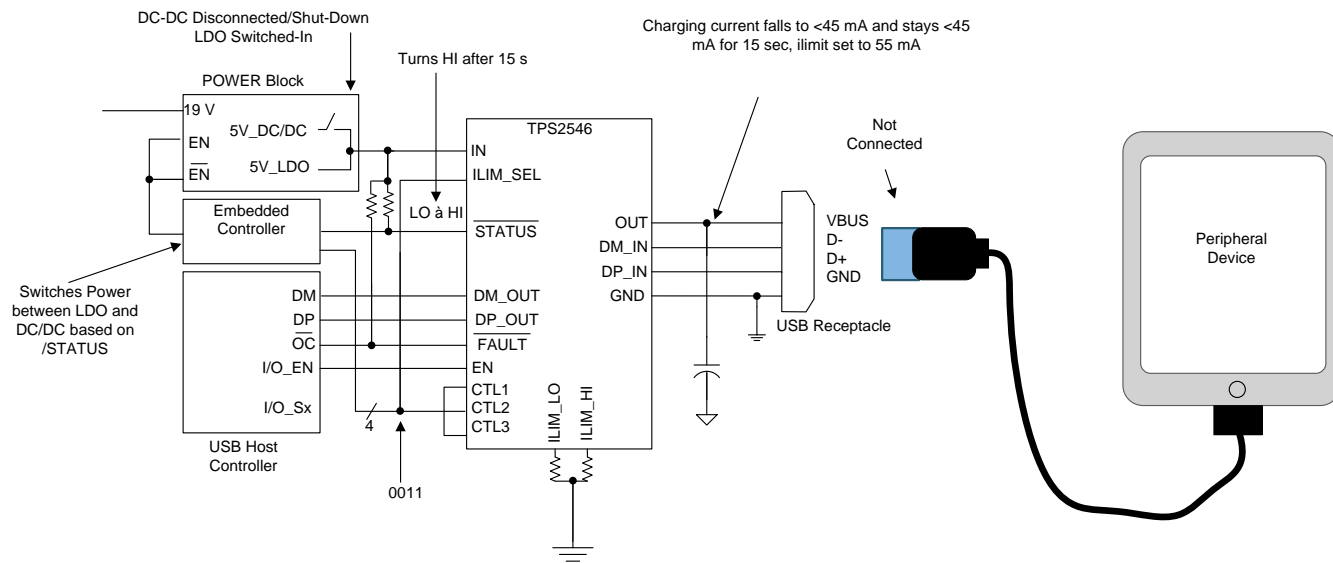 DC-DC Disconnected/Shut-Down
LDO Switched-In
Charging current falls to <45 mA and stays <45
mA for 15 sec, ilimit set to 55 mA
Turns HI after 15 s
POWER Block
19 V
EN
5V_DC/DC
EN
5V_LDO
TPS2546
IN
ILIM_SEL
LO à HI
Embedded
Controller
STATUS
OUT
DM_IN
DP_IN
GND
Not
Connected
VBUS
D-
D+
GND
USB Receptacle
Peripheral
Device
Switches Power
between LDO and
DC/DC based on
/STATUS
DM
DM_OUT
DP
DP_OUT
OC
FAULT
I/O_EN
EN
I/O_Sx
4
CTL1
CTL2
CTL3
ILIM_LO
ILIM_HI
USB Host
Controller
0011